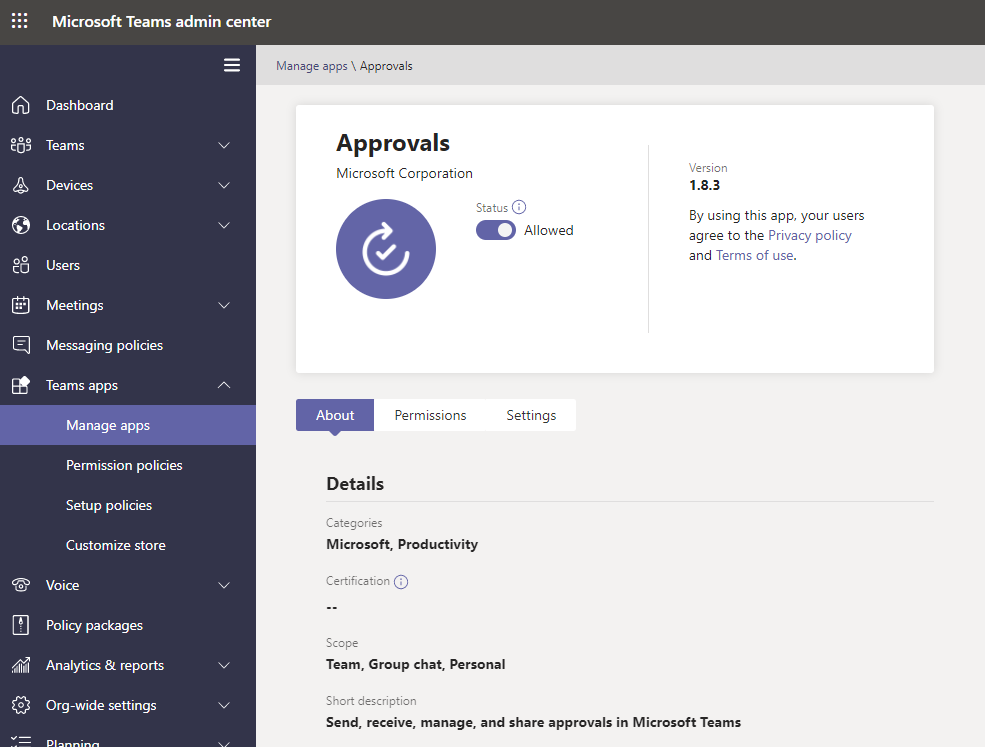 Microsoft Teams admin center
Dashboard
Teams
Devices
Locations
Users
Meetings
Messaging policies
Teams apps
Manage apps
Permission policies
Setup policies
Customize store
Voice
Policy packages
Analytics & reports
Org-wide settings
Planning
Manage apps \ Approvals
Approvals
Microsoft Corporation
Status
Allowed
Version
1.8.3
By using this app, your users
agree to the Privacy policy
and Terms of use.
About
Permissions
Settings
Details
Categories
Microsoft, Productivity
Certification
--
Scope
Team, Group chat, Personal
Short description
Send, receive, manage, and share approvals in Microsoft Teams